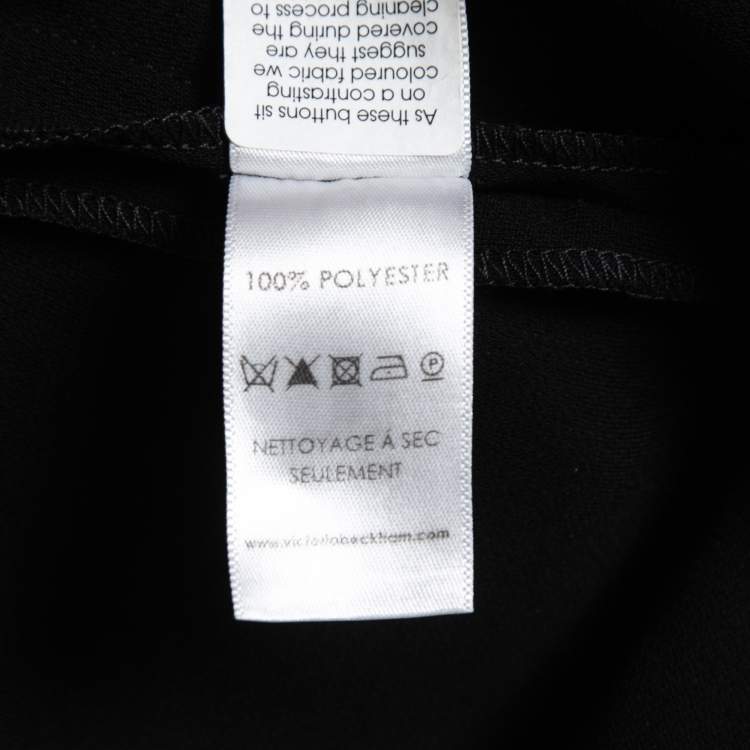 As these buttons sit
on a contrasting
coloured fabric we
suggest they are
covered during the
cleaning process to
100% POLYESTER
P
NETTOYAGE Á SEC
SEULEMENT
www.victoriabeckham.com